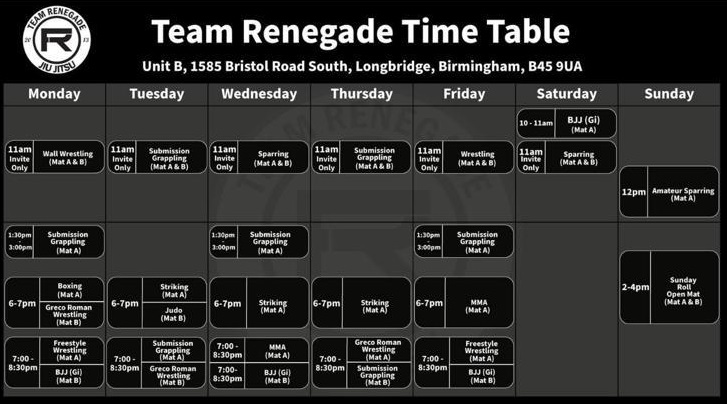 TEAM RENEGADE
20 13
JIU JITSU
Team Renegade Time Table
Unit B, 1585 Bristol Road South, Longbridge, Birmingham, B45 9UA
Monday Tuesday Wednesday Thursday Friday Saturday Sunday
10 - 11am BJJ (Gi)
(Mat A)
11am
Invite
Only
Wall Wrestling
(Mat A & B)
11am
Invite
Only
Submission
Grappling
(Mat A & B)
11am
Invite
Only
Sparring
(Mat A & B)
11am
Invite
Only
Submission
Grappling
(Mat A & B)
11am
Invite
Only
Wrestling
(Mat A & B)
11am
Invite
Only
Sparring
(Mat A & B)
12pm
Amateur Sparring
(Mat A)
1:30pm
-
3:00pm
Submission
Grappling
(Mat A)
1:30pm
-
3:00pm
Submission
Grappling
(Mat A)
1:30pm
-
3:00pm
Submission
Grappling
(Mat A)
6-7pm
Boxing
(Mat A)
Greco Roman
Wrestling
(Mat B)
6-7pm
Striking
(Mat A)
Judo
(Mat B)
6-7pm
Striking
(Mat A)
6-7pm
Striking
(Mat A)
6-7pm
MMA
(Mat A)
2-4pm
Sunday
Roll
Open Mat
(Mat A & B)
7:00 -
8:30pm
Freestyle
Wrestling
(Mat A)
BJJ (Gi)
(Mat B)
7:00 -
8:30pm
Submission
Grappling
(Mat A)
Greco Roman
Wrestling
(Mat B)
7:00 -
8:30pm
MMA
(Mat A)
7:00-
8:30pm
BJJ (Gi)
(Mat B)
7:00 -
8:30pm
Greco Roman
Wrestling
(Mat A)
Submission
Grappling
(Mat B)
7:00 -
8:30pm
Freestyle
Wrestling
(Mat A)
BJJ (Gi)
(Mat B)
TEAM RENEGADE